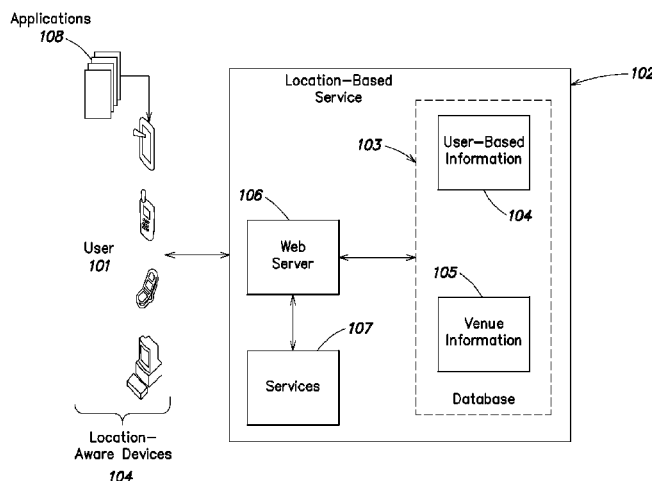 Applications
108
Location-Based
Service
102
103
User-Based
Information
104
106
Web
Server
User
101
105
Venue
Information
107
Services
Database
Location-
Aware Devices
104